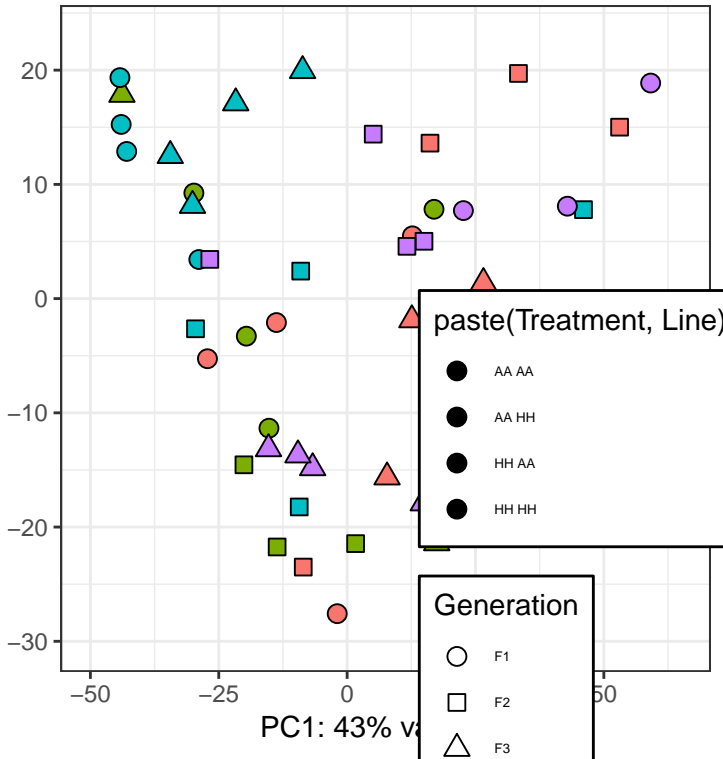 20
10
0
−10
−20
−30
−50
−25
0
50
PC1: 43% va
paste(Treatment, Line)
AA AA
AA HH
HH AA
HH HH
Generation
F1
F2
F3